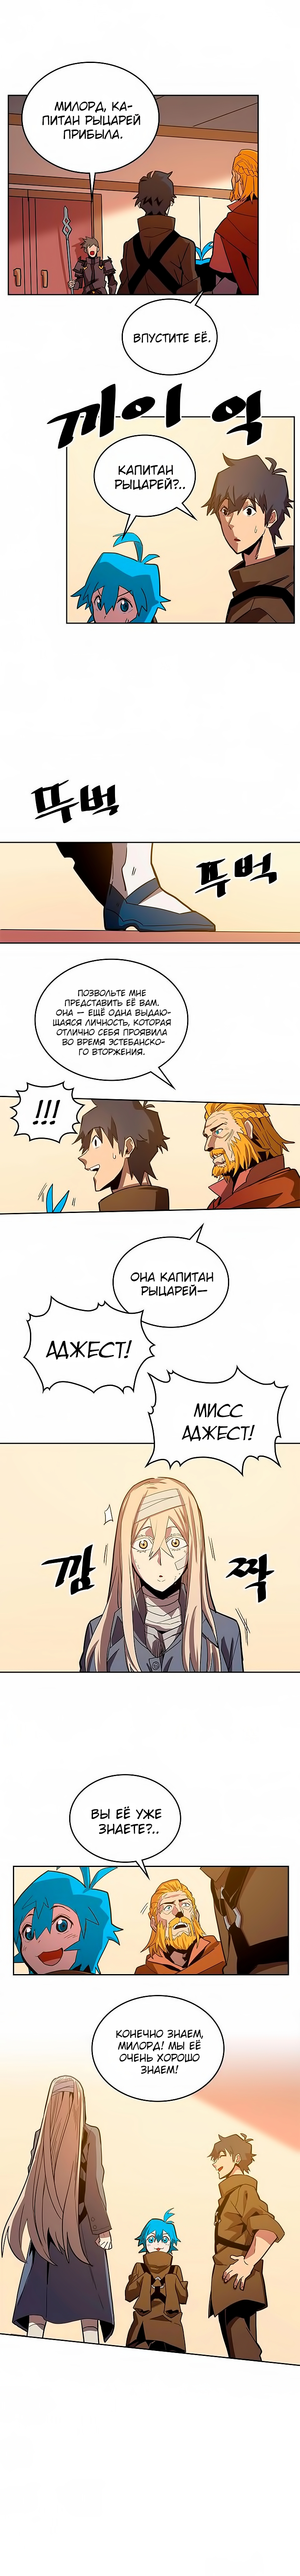 МИЛОРД, КА-
ПИТАН РЫЦАРЕЙ
ПРИБЫЛА.
ВПУСТИТЕ ЕЁ.
끼이익
КАПИТАН
РЫЦАРЕЙ?..
뚜벅
뚜벅
ПОЗВОЛЬТЕ МНЕ
ПРЕДСТАВИТЬ ЕЁ ВАМ.
ОНА — ЕЩЁ ОДНА ВЫДАЮ-
ЩАЯСЯ ЛИЧНОСТЬ, КОТОРАЯ
ОТЛИЧНО СЕБЯ ПРОЯВИЛА
ВО ВРЕМЯ ЭСТЕБАНСКО-
ГО ВТОРЖЕНИЯ.
!!!
ОНА КАПИТАН
РЫЦАРЕЙ—
АДЖЕСТ!
МИСС
АДЖЕСТ!
깜짝
ВЫ ЕЁ УЖЕ
ЗНАЕТЕ?..
КОНЕЧНО ЗНАЕМ,
МИЛОРД! МЫ ЕЁ
ОЧЕНЬ ХОРОШО
ЗНАЕМ!